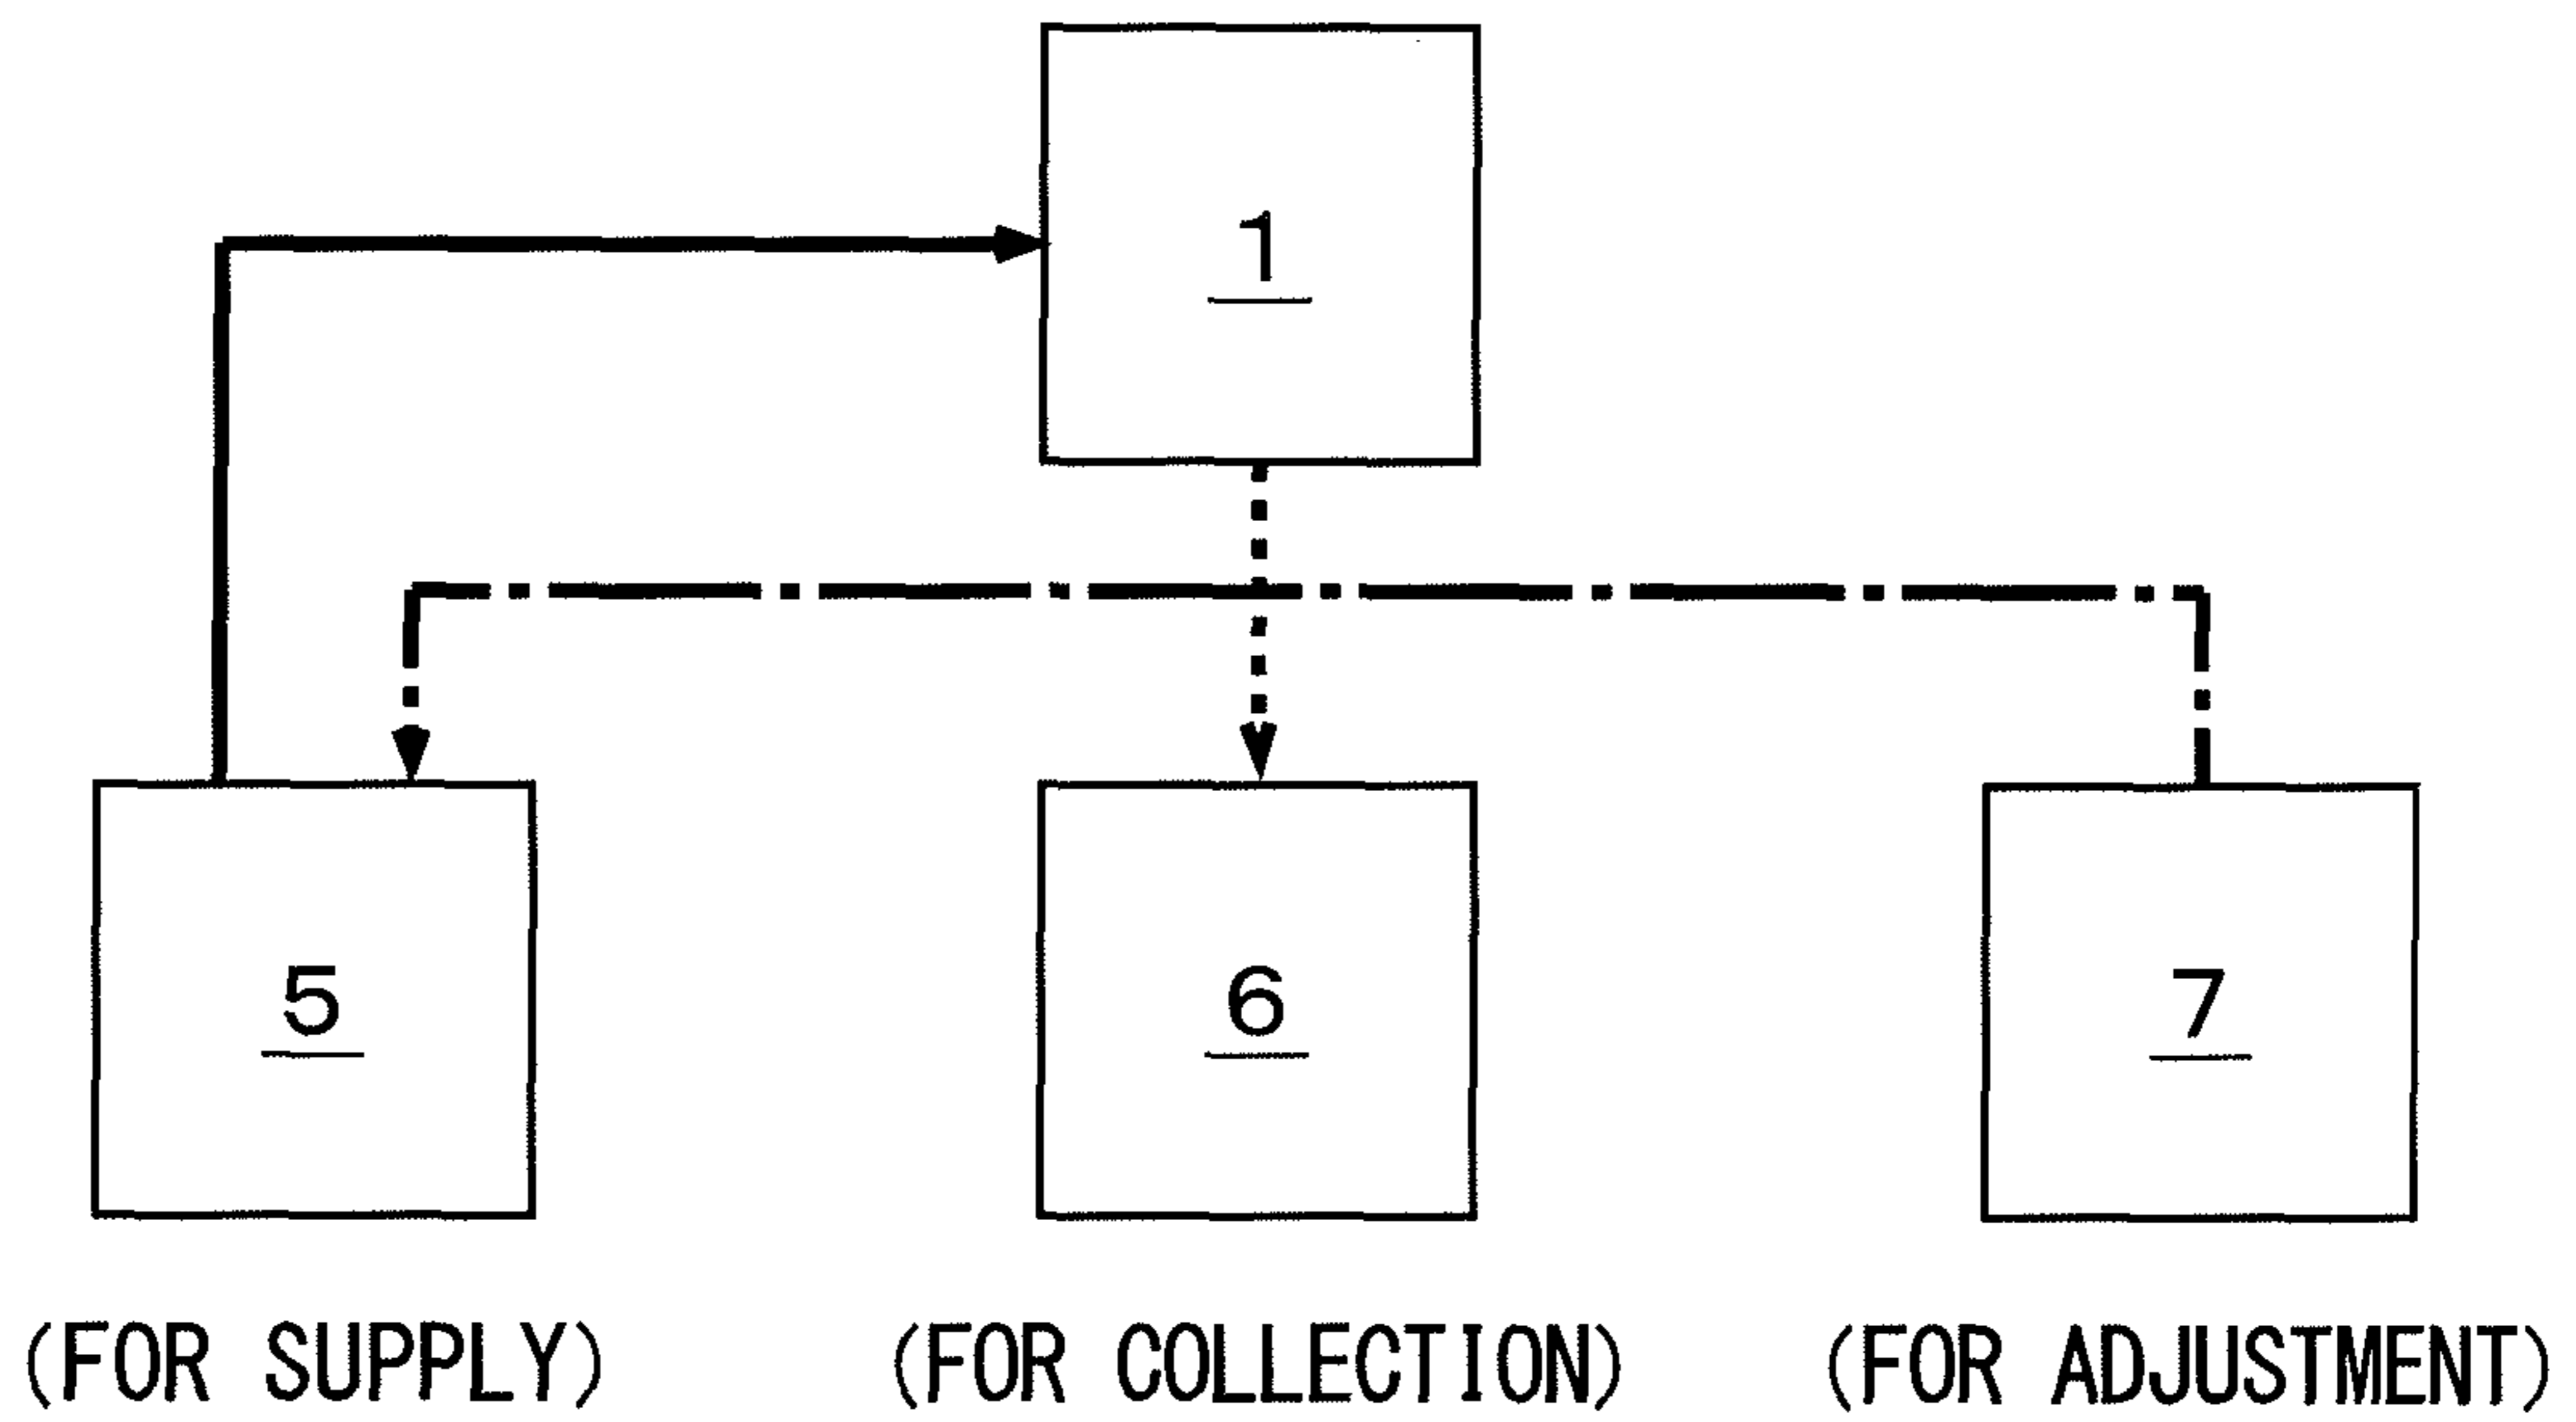 1
5 6 7
(FOR SUPPLY) (FOR COLLECTION) (FOR ADJUSTMENT)